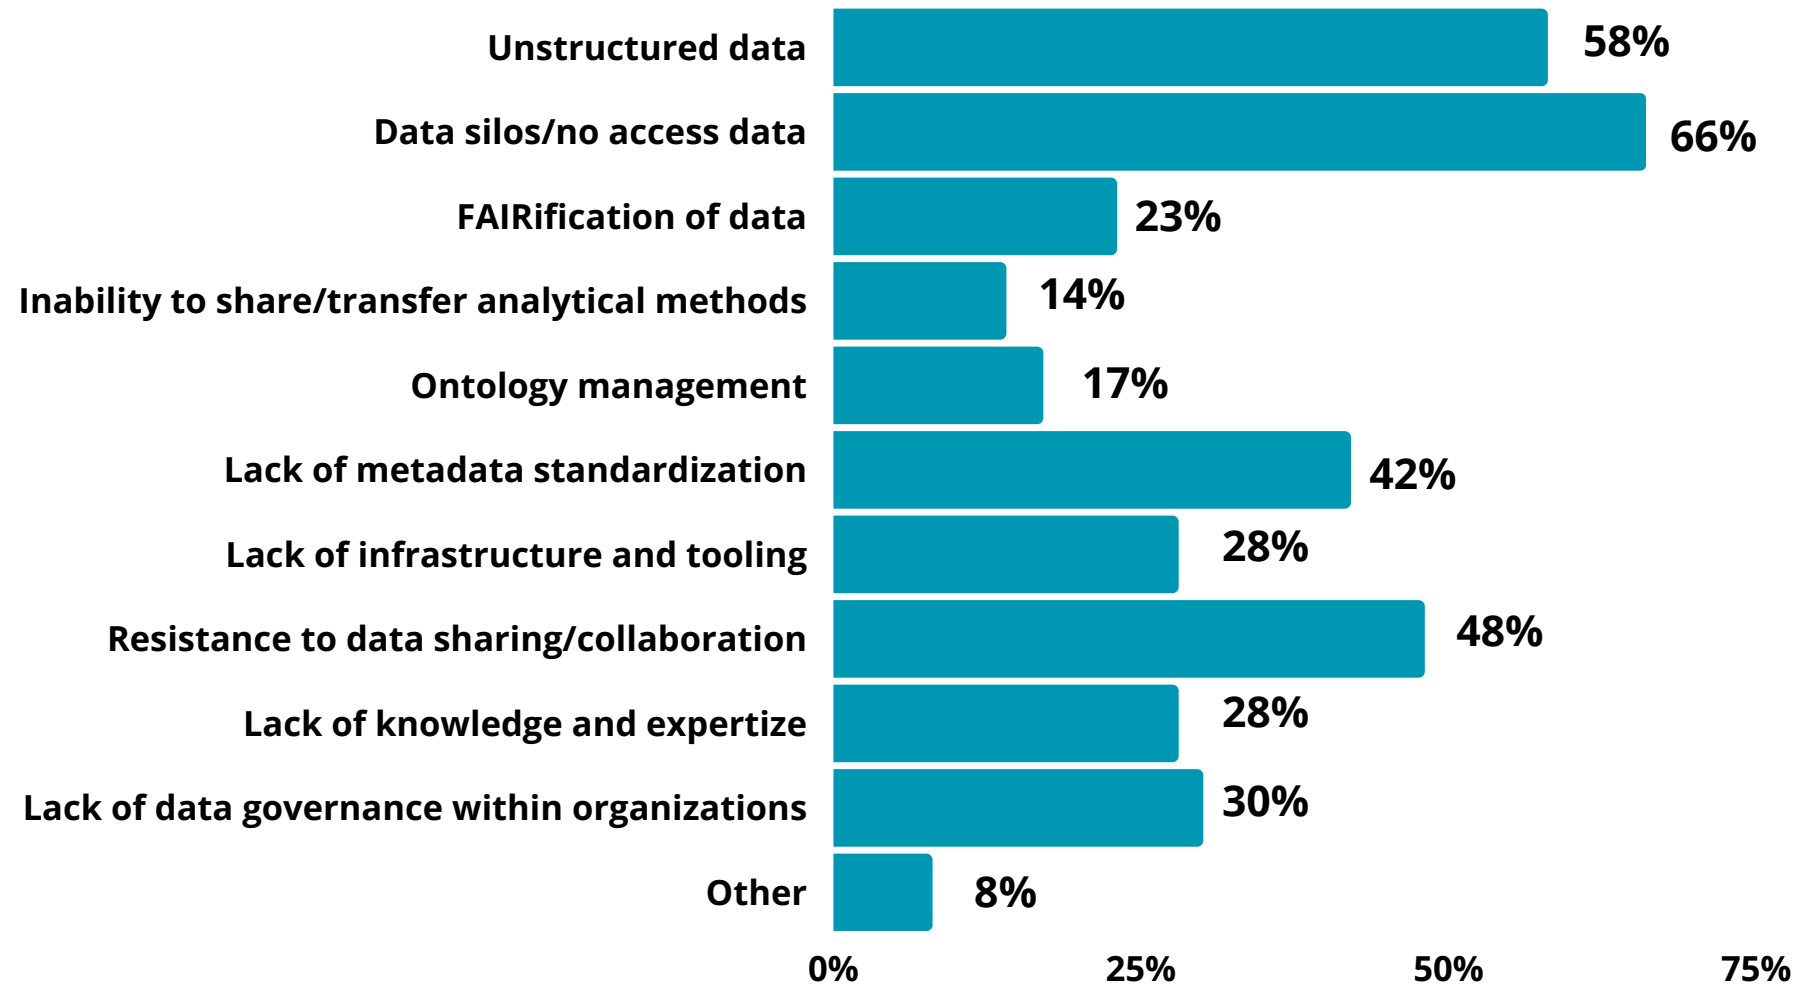 Unstructured data 58%
Data silos/no access data 66%
FAIRification of data 23%
Inability to share/transfer analytical methods 14%
Ontology management 17%
Lack of metadata standardization 42%
Lack of infrastructure and tooling 28%
Resistance to data sharing/collaboration 48%
Lack of knowledge and expertize 28%
Lack of data governance within organizations 30%
Other 8%
0% 25% 50% 75%